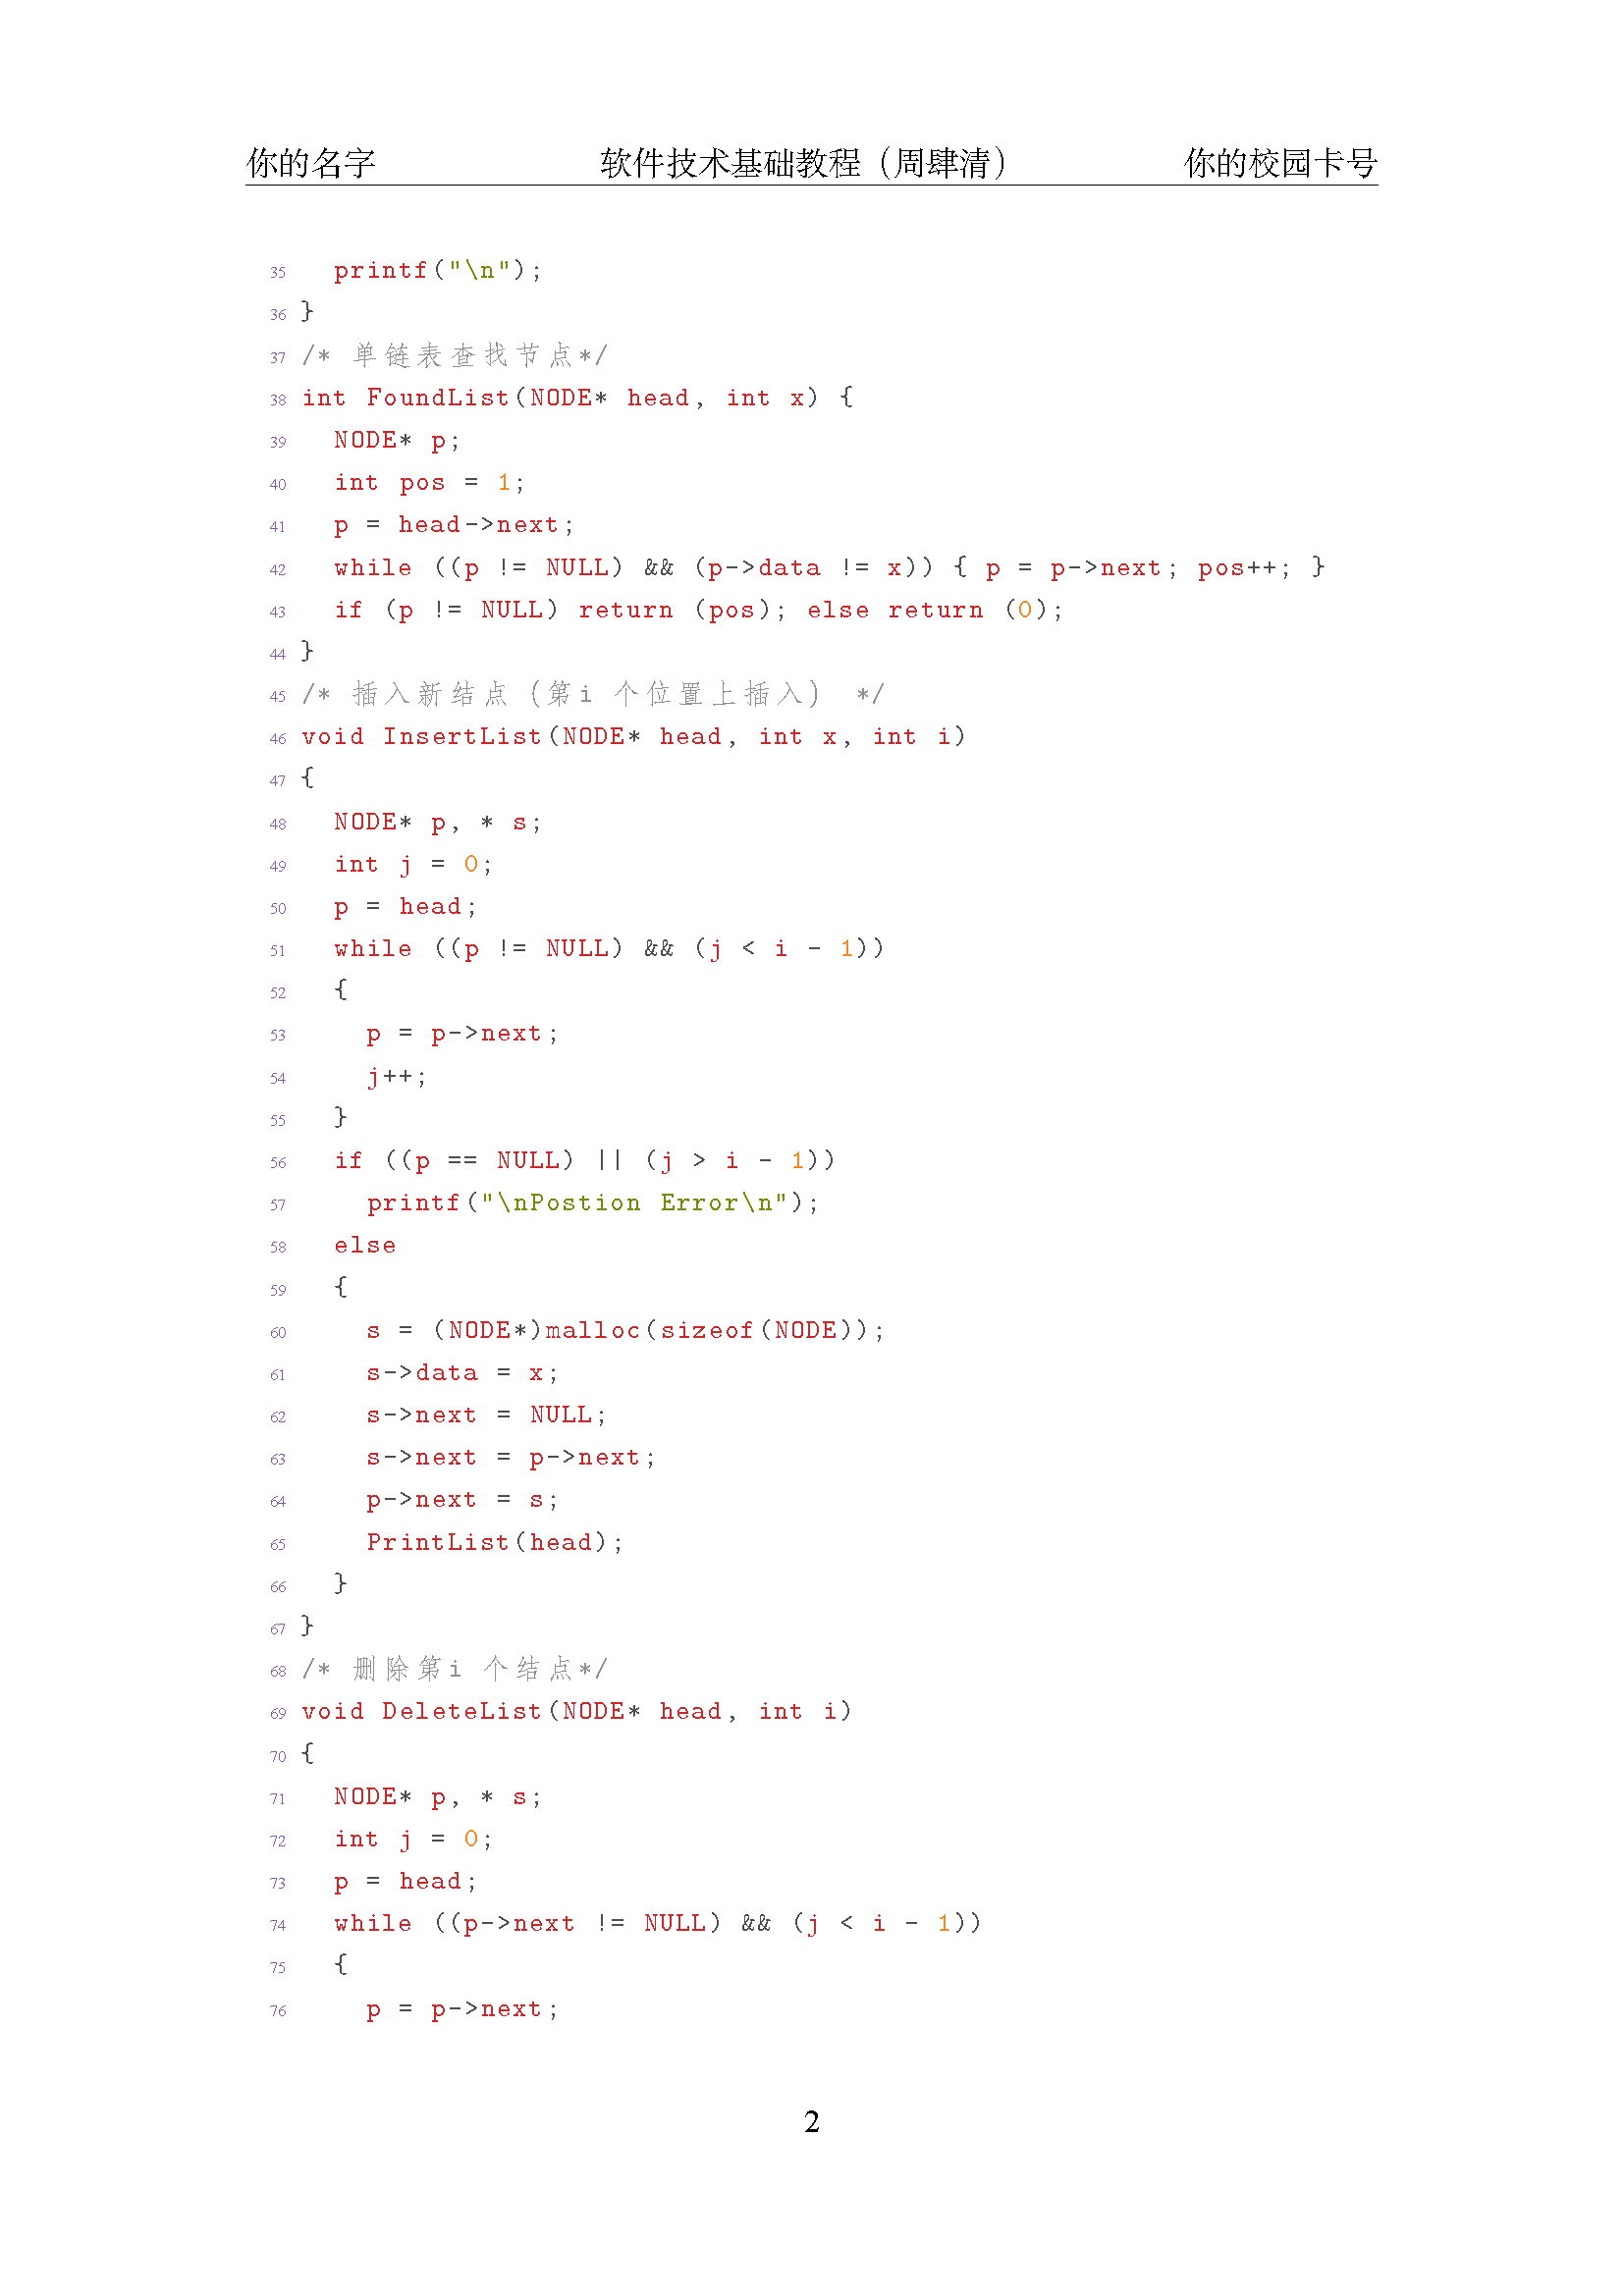 你的名字 软件技术基础教程（周肆清） 你的校园卡号
35   printf("\n");
36 }
37 /* 单链表查找节点*/
38 int FoundList(NODE* head, int x) {
39   NODE* p;
40   int pos = 1;
41   p = head->next;
42   while ((p != NULL) && (p->data != x)) { p = p->next; pos++; }
43   if (p != NULL) return (pos); else return (0);
44 }
45 /* 插入新结点（第i 个位置上插入） */
46 void InsertList(NODE* head, int x, int i)
47 {
48   NODE* p, * s;
49   int j = 0;
50   p = head;
51   while ((p != NULL) && (j < i - 1))
52   {
53     p = p->next;
54     j++;
55   }
56   if ((p == NULL) || (j > i - 1))
57     printf("\nPostion Error\n");
58   else
59   {
60     s = (NODE*)malloc(sizeof(NODE));
61     s->data = x;
62     s->next = NULL;
63     s->next = p->next;
64     p->next = s;
65     PrintList(head);
66   }
67 }
68 /* 删除第i 个结点*/
69 void DeleteList(NODE* head, int i)
70 {
71   NODE* p, * s;
72   int j = 0;
73   p = head;
74   while ((p->next != NULL) && (j < i - 1))
75   {
76     p = p->next;
2